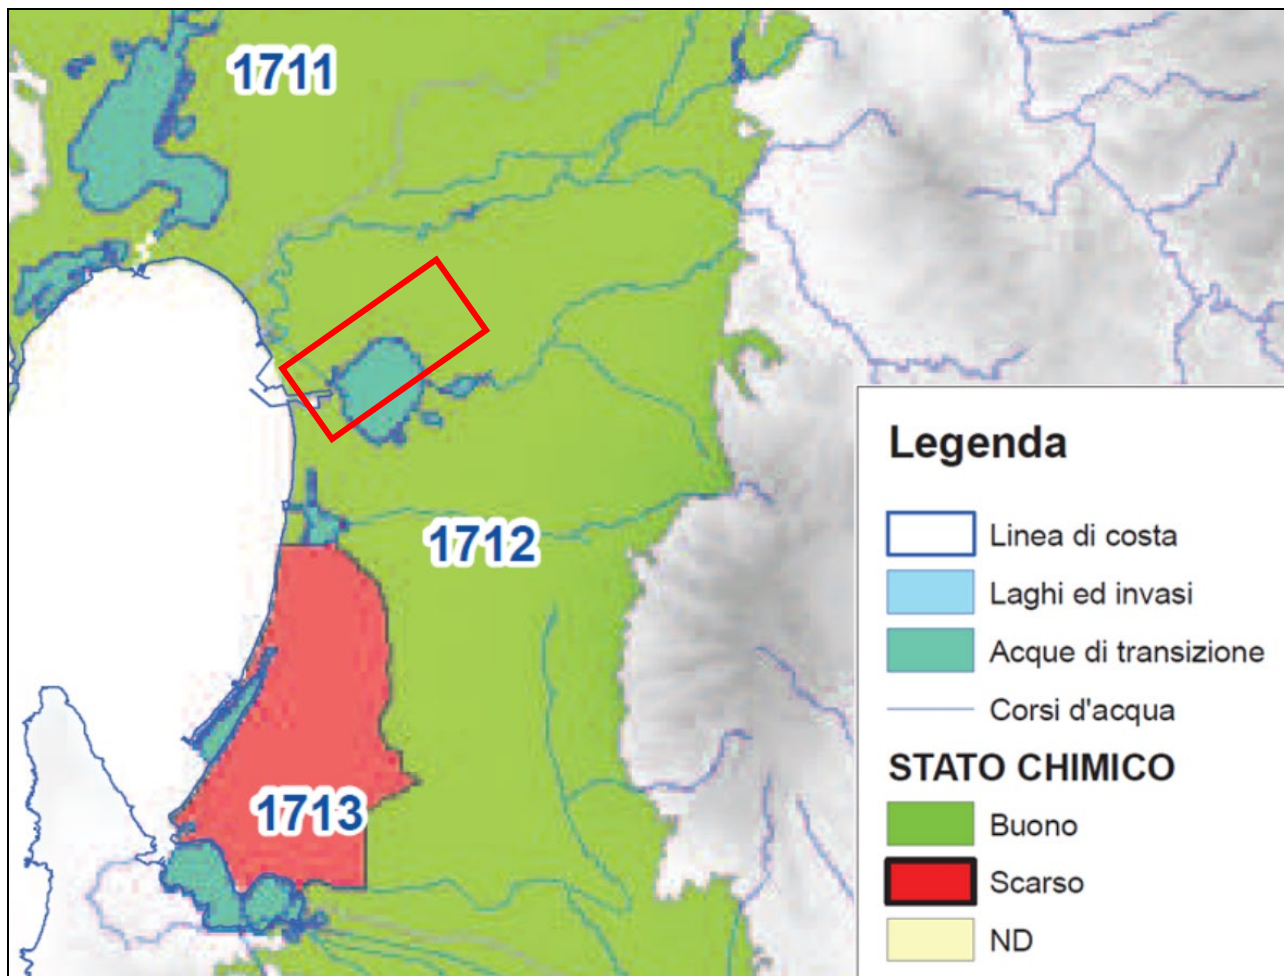 1711
1712
1713
Legenda
Linea di costa
Laghi ed invasi
Acque di transizione
Corsi d'acqua
STATO CHIMICO
Buono
Scarso
ND